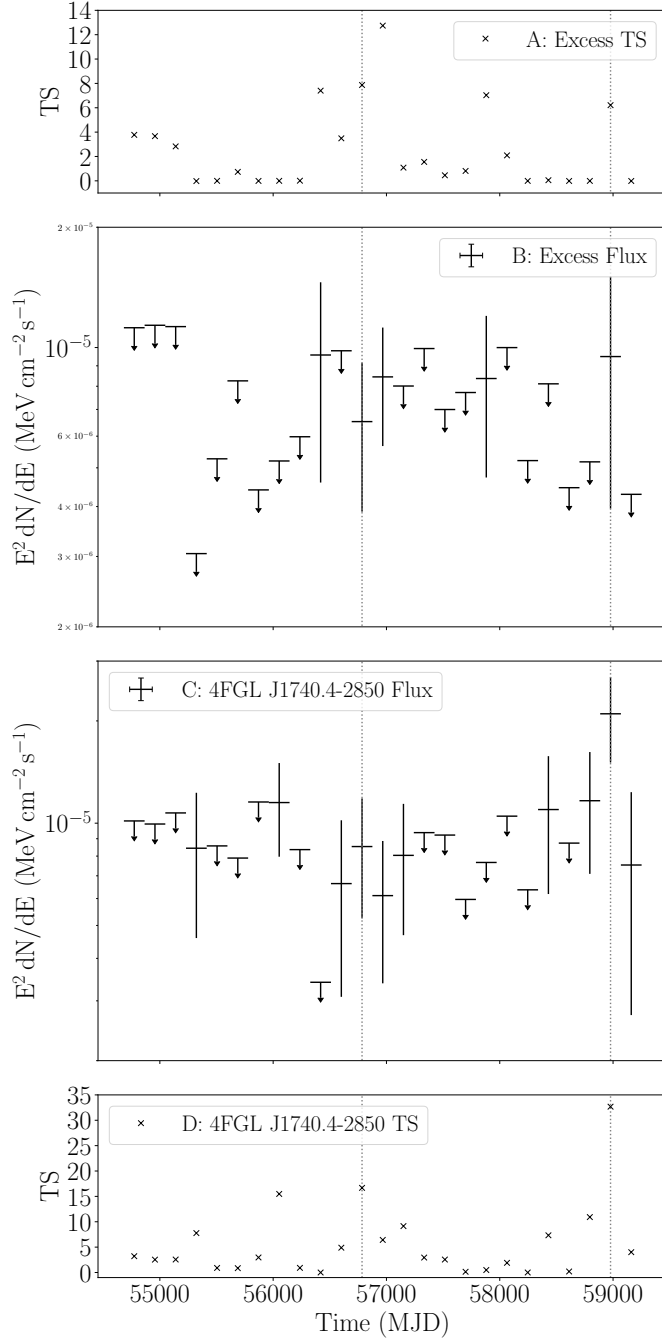 14
12
10
8
6
4
2
0
TS
A: Excess TS
2 × 10⁻⁵
10⁻⁵
6 × 10⁻⁶
4 × 10⁻⁶
3 × 10⁻⁶
2 × 10⁻⁶
E² dN/dE (MeV cm⁻² s⁻¹)
B: Excess Flux
10⁻⁵
E² dN/dE (MeV cm⁻² s⁻¹)
C: 4FGL J1740.4-2850 Flux
35
30
25
20
15
10
5
0
TS
D: 4FGL J1740.4-2850 TS
55000 56000 57000 58000 59000
Time (MJD)